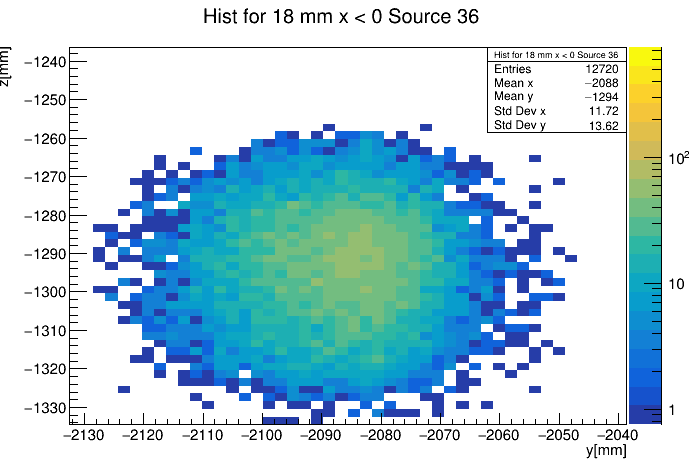 Hist for 18 mm x < 0 Source 36
z[mm]
−1240
−1250
−1260
−1270
−1280
−1290
−1300
−1310
−1320
−1330
Hist for 18 mm x < 0 Source 36
Entries 12720
Mean x −2088
Mean y −1294
Std Dev x 11.72
Std Dev y 13.62
10²
10
1
−2130 −2120 −2110 −2100 −2090 −2080 −2070 −2060 −2050 −2040
y[mm]